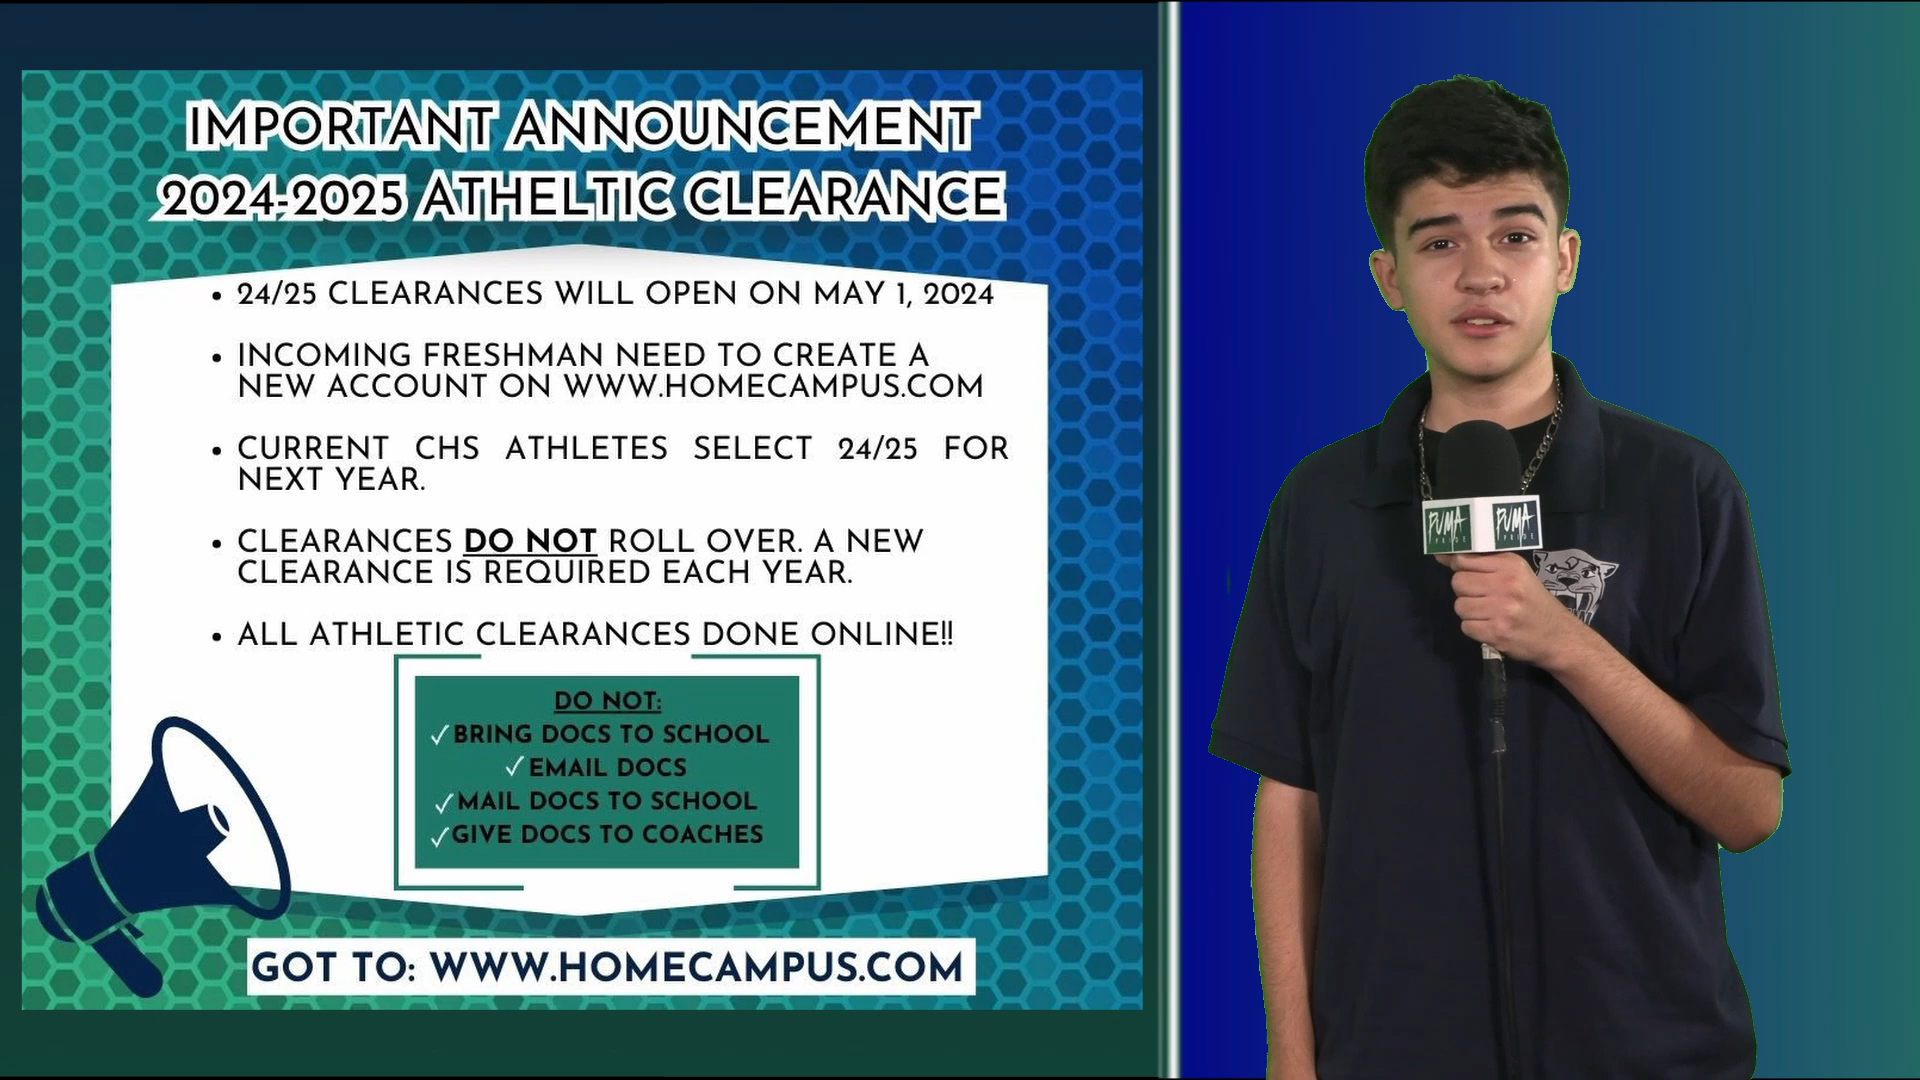 IMPORTANT ANNOUNCEMENT
2024-2025 ATHELTIC CLEARANCE
• 24/25 CLEARANCES WILL OPEN ON MAY 1, 2024
• INCOMING FRESHMAN NEED TO CREATE A
NEW ACCOUNT ON WWW.HOMECAMPUS.COM
• CURRENT CHS ATHLETES SELECT 24/25 FOR
NEXT YEAR.
• CLEARANCES DO NOT ROLL OVER. A NEW
CLEARANCE IS REQUIRED EACH YEAR.
• ALL ATHLETIC CLEARANCES DONE ONLINE!!
DO NOT:
✓BRING DOCS TO SCHOOL
✓EMAIL DOCS
✓MAIL DOCS TO SCHOOL
✓GIVE DOCS TO COACHES
GOT TO: WWW.HOMECAMPUS.COM
PUMA
PRIDE
PUMA
PRIDE